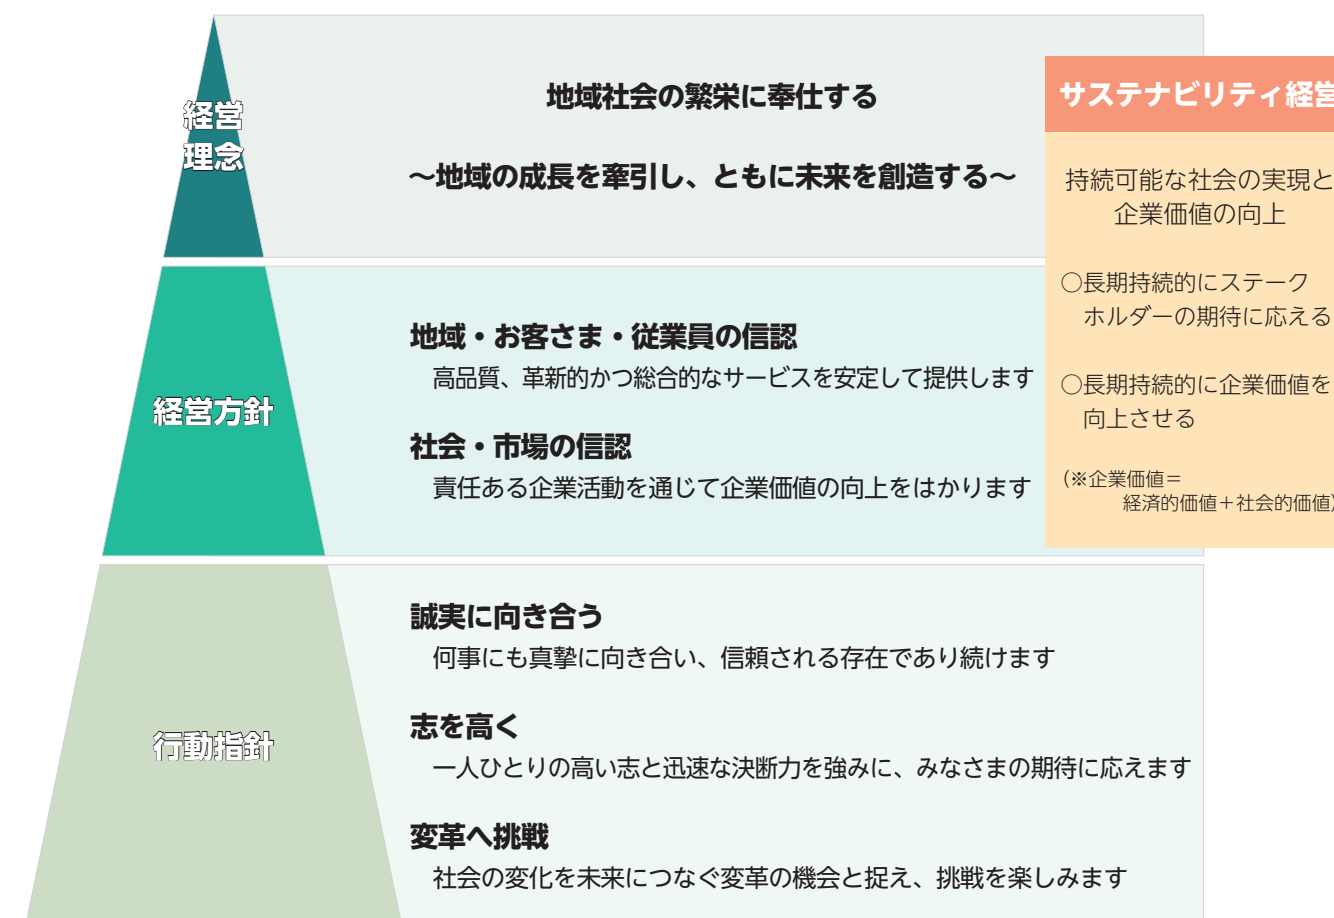 経営
理念
地域社会の繁栄に奉仕する
～地域の成長を牽引し、ともに未来を創造する～
経営方針
地域・お客さま・従業員の信認
高品質、革新的かつ総合的なサービスを安定して提供します
社会・市場の信認
責任ある企業活動を通じて企業価値の向上をはかります
行動指針
誠実に向き合う
何事にも真摯に向き合い、信頼される存在であり続けます
志を高く
一人ひとりの高い志と迅速な決断力を強みに、みなさまの期待に応えます
変革へ挑戦
社会の変化を未来につなぐ変革の機会と捉え、挑戦を楽しみます
サステナビリティ経営
持続可能な社会の実現と
企業価値の向上
○長期持続的にステーク
ホルダーの期待に応える
○長期持続的に企業価値を
向上させる
(※企業価値＝
経済的価値＋社会的価値)